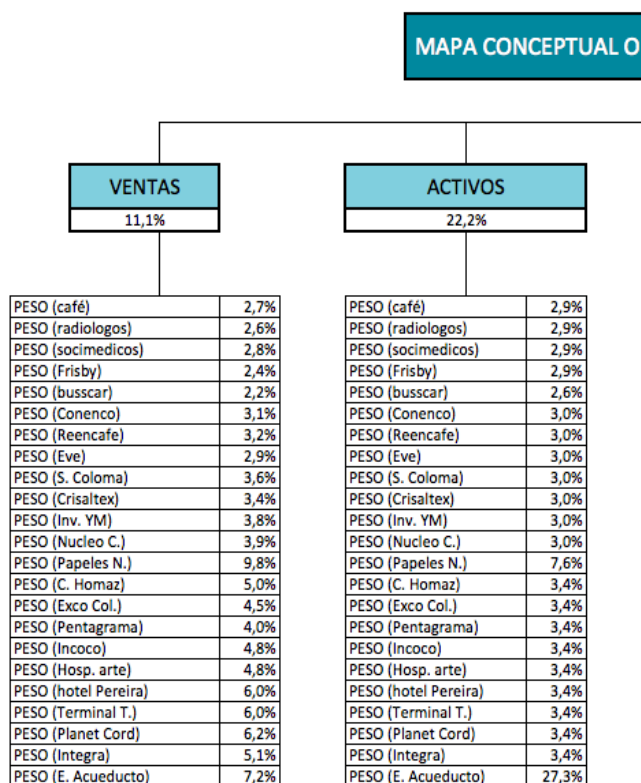 MAPA CONCEPTUAL O
VENTAS
11,1%
ACTIVOS
22,2%
PESO (café) 2,7%
PESO (radiologos) 2,6%
PESO (socimedicos) 2,8%
PESO (Frisby) 2,4%
PESO (busscar) 2,2%
PESO (Conenco) 3,1%
PESO (Reencafe) 3,2%
PESO (Eve) 2,9%
PESO (S. Coloma) 3,6%
PESO (Crisaltex) 3,4%
PESO (Inv. YM) 3,8%
PESO (Nucleo C.) 3,9%
PESO (Papeles N.) 9,8%
PESO (C. Homaz) 5,0%
PESO (Exco Col.) 4,5%
PESO (Pentagrama) 4,0%
PESO (Incoco) 4,8%
PESO (Hosp. arte) 4,8%
PESO (hotel Pereira) 6,0%
PESO (Terminal T.) 6,0%
PESO (Planet Cord) 6,2%
PESO (Integra) 5,1%
PESO (E. Acueducto) 7,2%
PESO (café) 2,9%
PESO (radiologos) 2,9%
PESO (socimedicos) 2,9%
PESO (Frisby) 2,9%
PESO (busscar) 2,6%
PESO (Conenco) 3,0%
PESO (Reencafe) 3,0%
PESO (Eve) 3,0%
PESO (S. Coloma) 3,0%
PESO (Crisaltex) 3,0%
PESO (Inv. YM) 3,0%
PESO (Nucleo C.) 3,0%
PESO (Papeles N.) 7,6%
PESO (C. Homaz) 3,4%
PESO (Exco Col.) 3,4%
PESO (Pentagrama) 3,4%
PESO (Incoco) 3,4%
PESO (Hosp. arte) 3,4%
PESO (hotel Pereira) 3,4%
PESO (Terminal T.) 3,4%
PESO (Planet Cord) 3,4%
PESO (Integra) 3,4%
PESO (E. Acueducto) 27,3%